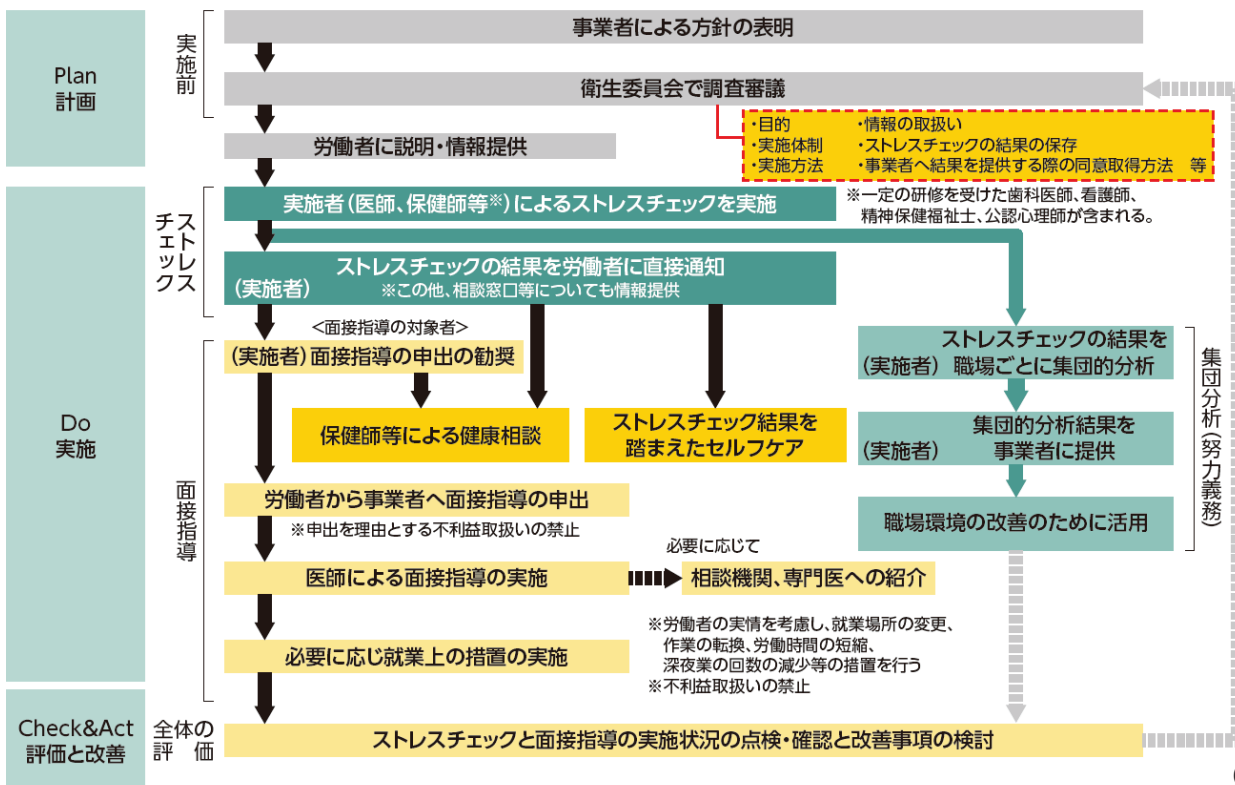 Plan
計画
実施前
事業者による方針の表明
衛生委員会で調査審議
・目的 ・情報の取扱い
・実施体制 ・ストレスチェックの結果の保存
・実施方法 ・事業者へ結果を提供する際の同意取得方法 等
労働者に説明・情報提供
Do
実施
ストレス
チェック
実施者(医師、保健師等※)によるストレスチェックを実施
※一定の研修を受けた歯科医師、看護師、
精神保健福祉士、公認心理師が含まれる。
ストレスチェックの結果を労働者に直接通知
(実施者) ※この他、相談窓口等についても情報提供
面接指導
<面接指導の対象者>
(実施者)面接指導の申出の勧奨
保健師等による健康相談
ストレスチェック結果を
踏まえたセルフケア
労働者から事業者へ面接指導の申出
※申出を理由とする不利益取扱いの禁止
医師による面接指導の実施
必要に応じて
相談機関、専門医への紹介
必要に応じ就業上の措置の実施
※労働者の実情を考慮し、就業場所の変更、
作業の転換、労働時間の短縮、
深夜業の回数の減少等の措置を行う
※不利益取扱いの禁止
集団分析(努力義務)
ストレスチェックの結果を
(実施者) 職場ごとに集団的分析
集団的分析結果を
(実施者) 事業者に提供
職場環境の改善のために活用
Check&Act
評価と改善
全体の
評 価
ストレスチェックと面接指導の実施状況の点検・確認と改善事項の検討